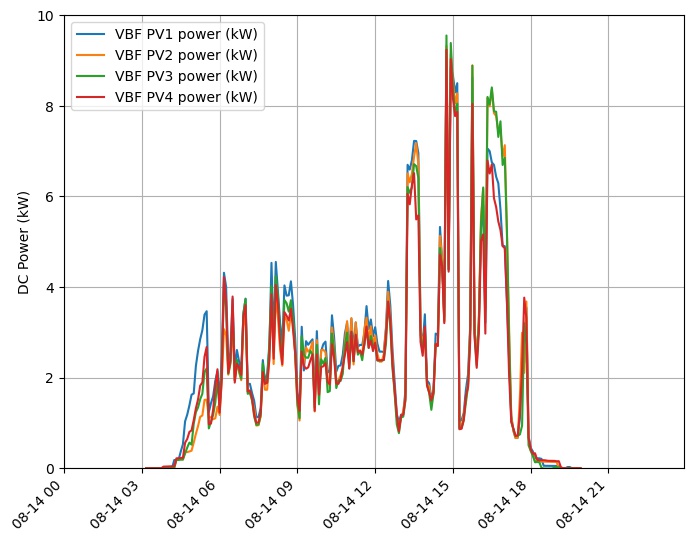 VBF PV1 power (kW)
VBF PV2 power (kW)
VBF PV3 power (kW)
VBF PV4 power (kW)
DC Power (kW)
10
8
6
4
2
0
08-14 00
08-14 03
08-14 06
08-14 09
08-14 12
08-14 15
08-14 18
08-14 21